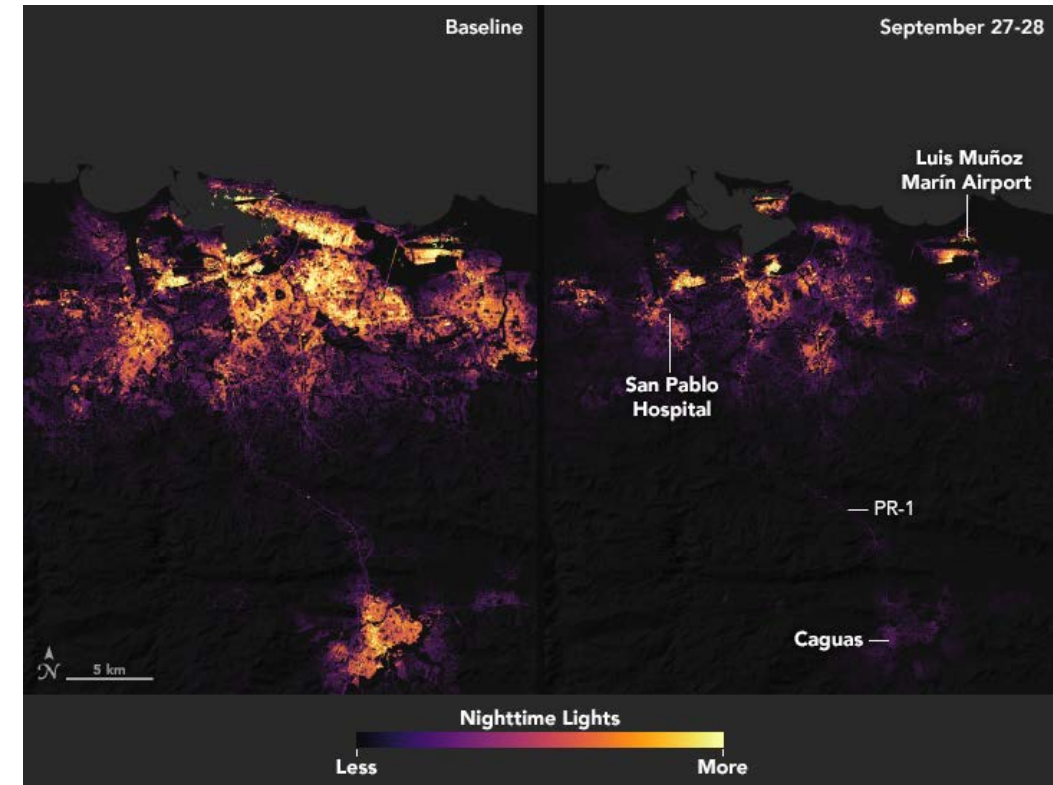 Baseline
September 27-28
Luis Muñoz
Marín Airport
San Pablo
Hospital
PR-1
Caguas
N
5 km
Nighttime Lights
Less
More